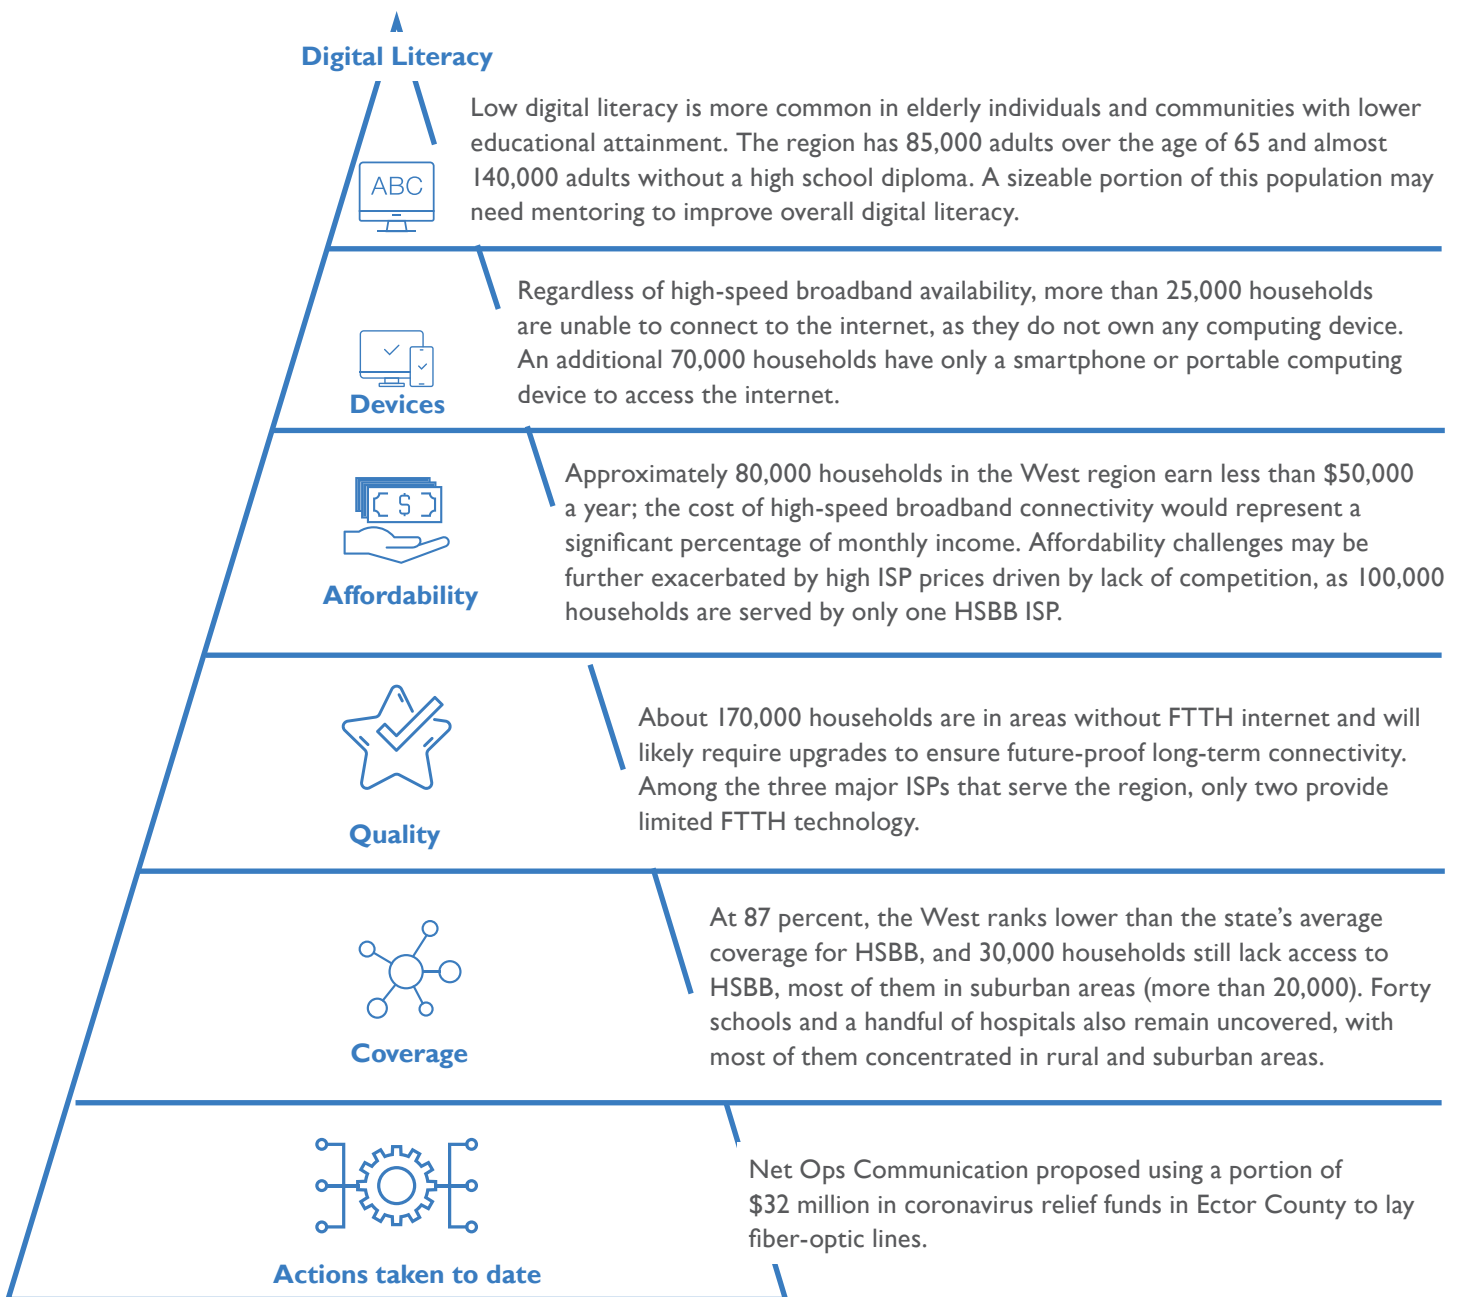 Digital Literacy
Low digital literacy is more common in elderly individuals and communities with lower
educational attainment. The region has 85,000 adults over the age of 65 and almost
140,000 adults without a high school diploma. A sizeable portion of this population may
need mentoring to improve overall digital literacy.
ABC
Regardless of high-speed broadband availability, more than 25,000 households
are unable to connect to the internet, as they do not own any computing device.
An additional 70,000 households have only a smartphone or portable computing
device to access the internet.
Devices
Approximately 80,000 households in the West region earn less than $50,000
a year; the cost of high-speed broadband connectivity would represent a
significant percentage of monthly income. Affordability challenges may be
further exacerbated by high ISP prices driven by lack of competition, as 100,000
households are served by only one HSBB ISP.
$
Affordability
About 170,000 households are in areas without FTTH internet and will
likely require upgrades to ensure future-proof long-term connectivity.
Among the three major ISPs that serve the region, only two provide
limited FTTH technology.
Quality
At 87 percent, the West ranks lower than the state’s average
coverage for HSBB, and 30,000 households still lack access to
HSBB, most of them in suburban areas (more than 20,000). Forty
schools and a handful of hospitals also remain uncovered, with
most of them concentrated in rural and suburban areas.
Coverage
Net Ops Communication proposed using a portion of
$32 million in coronavirus relief funds in Ector County to lay
fiber-optic lines.
Actions taken to date